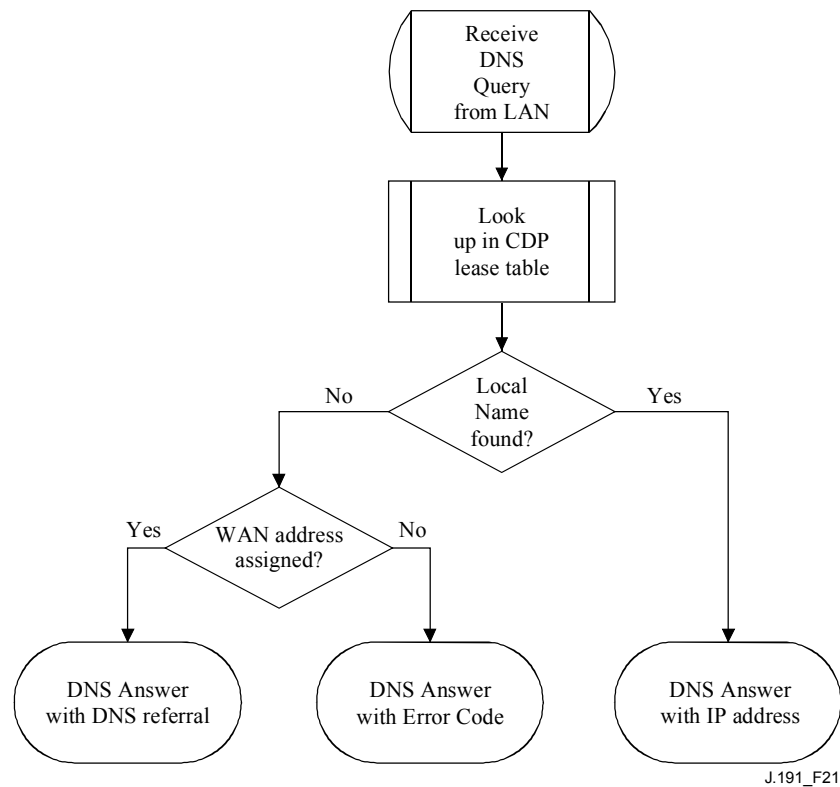 Receive
DNS
Query
from LAN
Look
up in CDP
lease table
Local
Name
found?
No
Yes
WAN address
assigned?
Yes
No
DNS Answer
with DNS referral
DNS Answer
with Error Code
DNS Answer
with IP address
J.191_F21